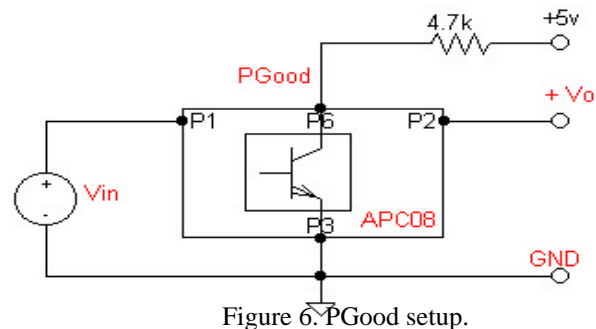 4.7k
+5v
PGood
+ Vo
P1
P6
P2
+
Vin
-
APC08
P3
GND
Figure 6. PGood setup.